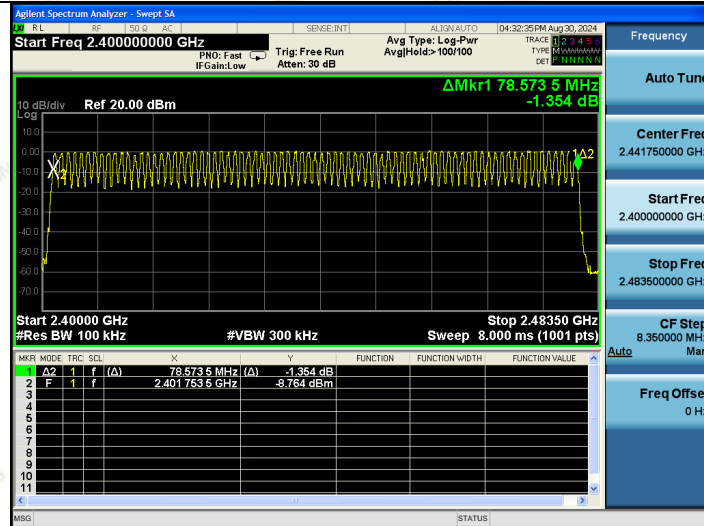 Agilent Spectrum Analyzer - Swept SA
LXI RL RF 50 Ω AC SENSE:INT ALIGNAUTO 04:32:35 PM Aug 30, 2024
Start Freq 2.400000000 GHz
PNO: Fast
IFGain:Low
Trig: Free Run
Atten: 30 dB
Avg Type: Log-Pwr
Avg|Hold:>100/100
TRACE 1 2 3 4 5 6
TYPE M
DET P N N N N N
ΔMkr1 78.573 5 MHz
-1.354 dB
10 dB/div Ref 20.00 dBm
Log
10.0
0.00
-10.0
-20.0
-30.0
-40.0
-50.0
-60.0
-70.0
1Δ2
X2
Start 2.40000 GHz Stop 2.48350 GHz
#Res BW 100 kHz #VBW 300 kHz Sweep 8.000 ms (1001 pts)
MKR MODE TRC SCL X Y FUNCTION FUNCTION WIDTH FUNCTION VALUE
1 Δ2 1 f (Δ) 78.573 5 MHz (Δ) -1.354 dB
2 F 1 f 2.401 753 5 GHz -8.764 dBm
3
4
5
6
7
8
9
10
11
MSG STATUS
Frequency
Auto Tune
Center Freq
2.441750000 GHz
Start Freq
2.400000000 GHz
Stop Freq
2.483500000 GHz
CF Step
8.350000 MHz
Auto Man
Freq Offset
0 Hz